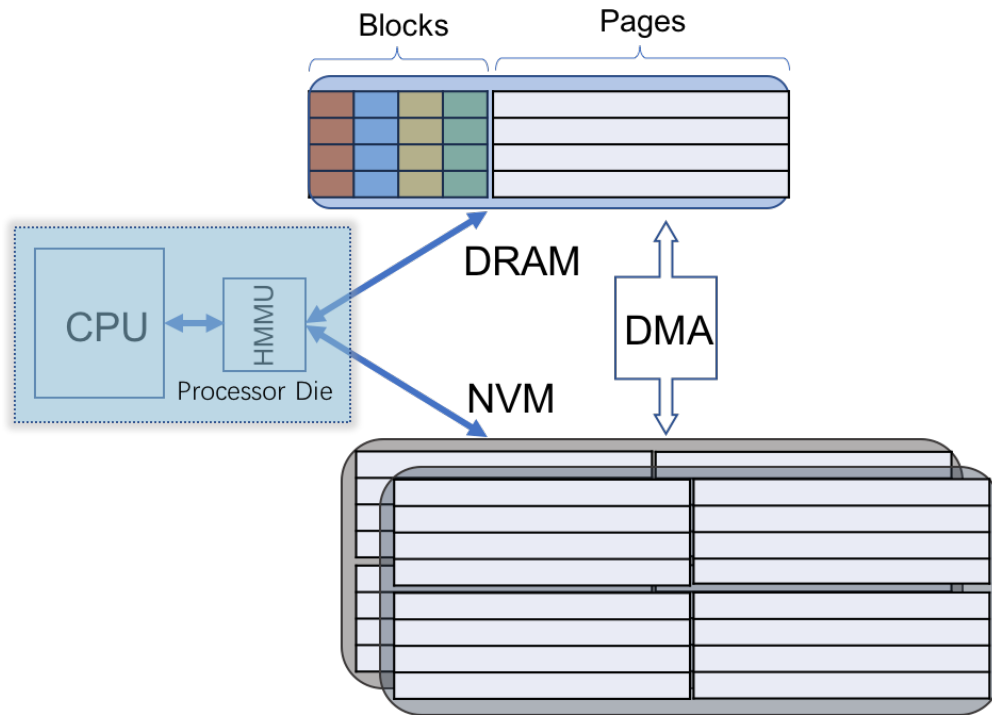 Blocks
Pages
DRAM
CPU
HMMU
DMA
Processor Die
NVM